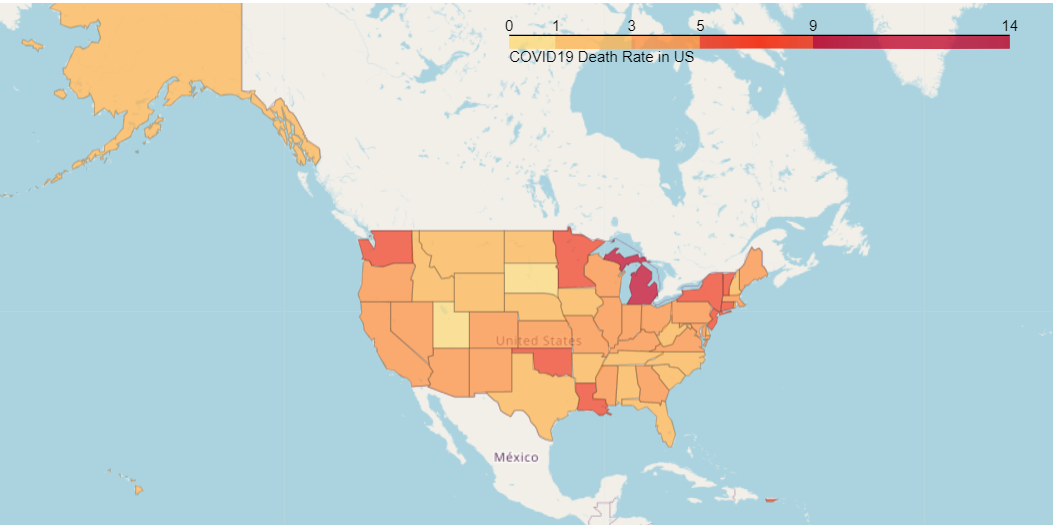 0 1 3 5 9 14
COVID19 Death Rate in US
United States
México